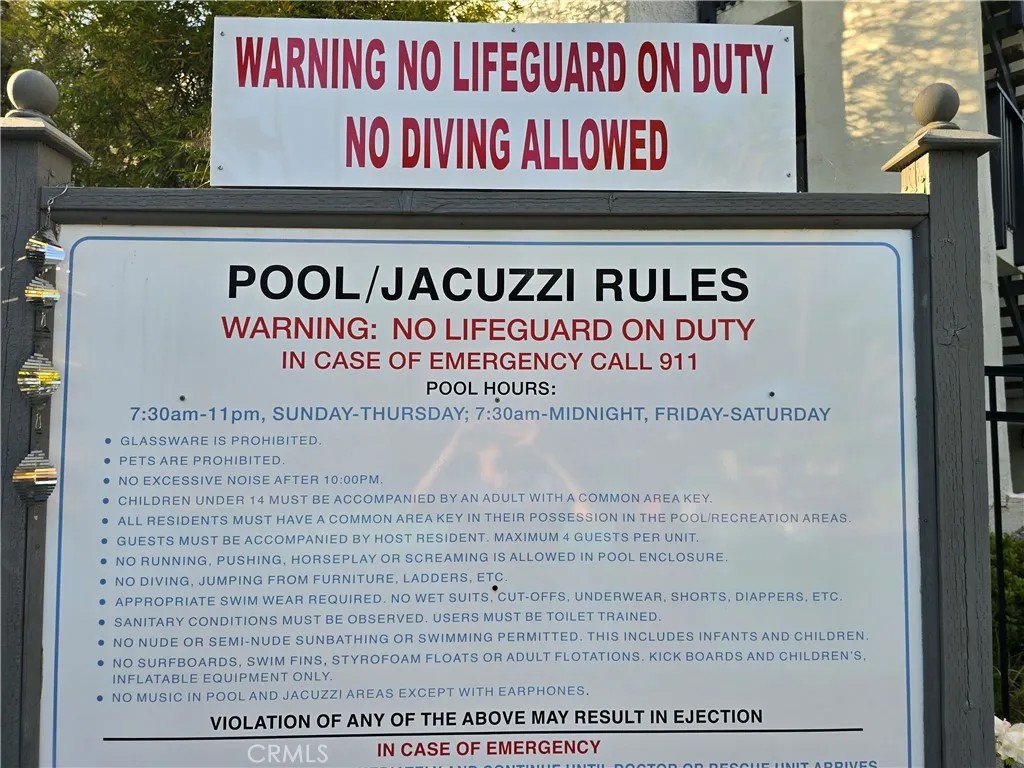 WARNING NO LIFEGUARD ON DUTY
NO DIVING ALLOWED
POOL/JACUZZI RULES
WARNING: NO LIFEGUARD ON DUTY
IN CASE OF EMERGENCY CALL 911
POOL HOURS:
7:30am-11pm, SUNDAY-THURSDAY; 7:30am-MIDNIGHT, FRIDAY-SATURDAY
• GLASSWARE IS PROHIBITED.
• PETS ARE PROHIBITED.
• NO EXCESSIVE NOISE AFTER 10:00PM.
• CHILDREN UNDER 14 MUST BE ACCOMPANIED BY AN ADULT WITH A COMMON AREA KEY.
• ALL RESIDENTS MUST HAVE A COMMON AREA KEY IN THEIR POSSESSION IN THE POOL/RECREATION AREAS.
• GUESTS MUST BE ACCOMPANIED BY HOST RESIDENT. MAXIMUM 4 GUESTS PER UNIT.
• NO RUNNING, PUSHING, HORSEPLAY OR SCREAMING IS ALLOWED IN POOL ENCLOSURE.
• NO DIVING, JUMPING FROM FURNITURE, LADDERS, ETC.
• APPROPRIATE SWIM WEAR REQUIRED. NO WET SUITS, CUT-OFFS, UNDERWEAR, SHORTS, DIAPPERS, ETC.
• SANITARY CONDITIONS MUST BE OBSERVED. USERS MUST BE TOILET TRAINED.
• NO NUDE OR SEMI-NUDE SUNBATHING OR SWIMMING PERMITTED. THIS INCLUDES INFANTS AND CHILDREN.
• NO SURFBOARDS, SWIM FINS, STYROFOAM FLOATS OR ADULT FLOTATIONS. KICK BOARDS AND CHILDREN'S,
INFLATABLE EQUIPMENT ONLY.
• NO MUSIC IN POOL AND JACUZZI AREAS EXCEPT WITH EARPHONES.
VIOLATION OF ANY OF THE ABOVE MAY RESULT IN EJECTION
IN CASE OF EMERGENCY
AND CONTINUE UNTIL DOCTOR OR RESCUE UNIT ARRIVES
CRMLS